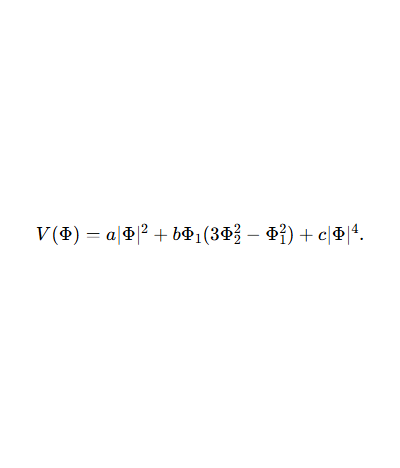 V(Φ) = a|Φ|² + bΦ₁(3Φ₂² − Φ₁²) + c|Φ|⁴.